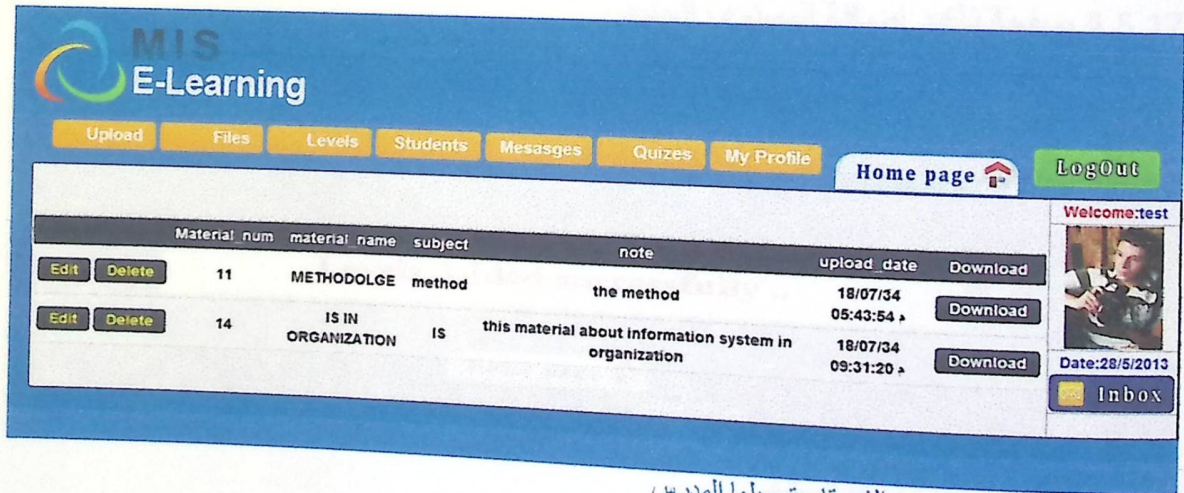 MIS
E-Learning
Upload Files Levels Students Mesasges Quizes My Profile Home page LogOut
Welcome:test
Material_num material_name subject note upload_date Download
Edit Delete 11 METHODOLGE method the method 18/07/34 05:43:54 م Download
Edit Delete 14 IS IN ORGANIZATION IS this material about information system in organization 18/07/34 09:31:20 م Download
Date:28/5/2013
Inbox
المدرس